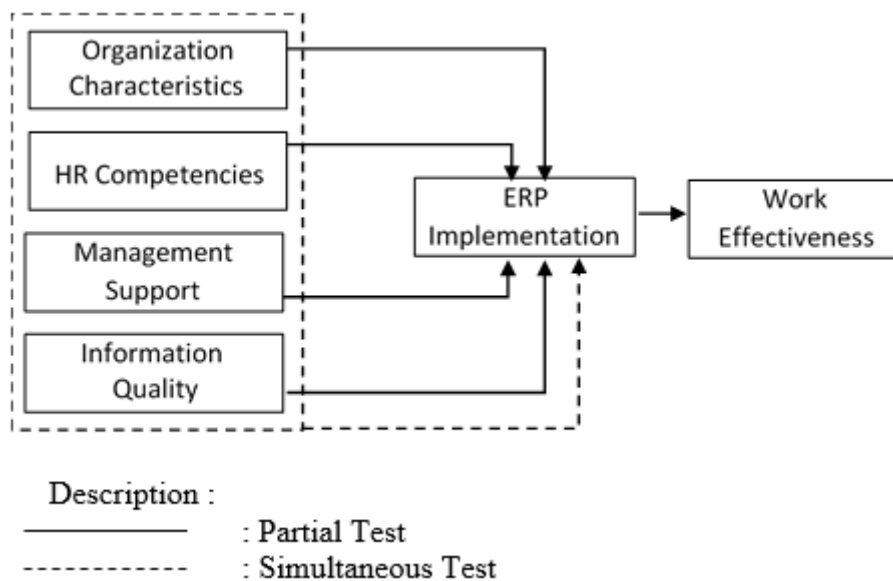 Organization
Characteristics
HR Competencies
Management
Support
Information
Quality
ERP
Implementation
Work
Effectiveness
Description :
: Partial Test
: Simultaneous Test